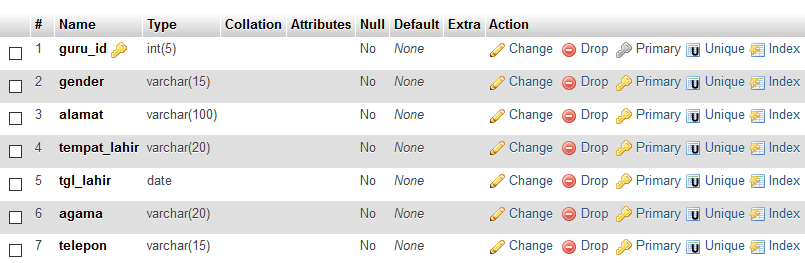 # Name Type Collation Attributes Null Default Extra Action
1 guru_id int(5) No None Change Drop Primary Unique Index
2 gender varchar(15) No None Change Drop Primary Unique Index
3 alamat varchar(100) No None Change Drop Primary Unique Index
4 tempat_lahir varchar(20) No None Change Drop Primary Unique Index
5 tgl_lahir date No None Change Drop Primary Unique Index
6 agama varchar(20) No None Change Drop Primary Unique Index
7 telepon varchar(15) No None Change Drop Primary Unique Index